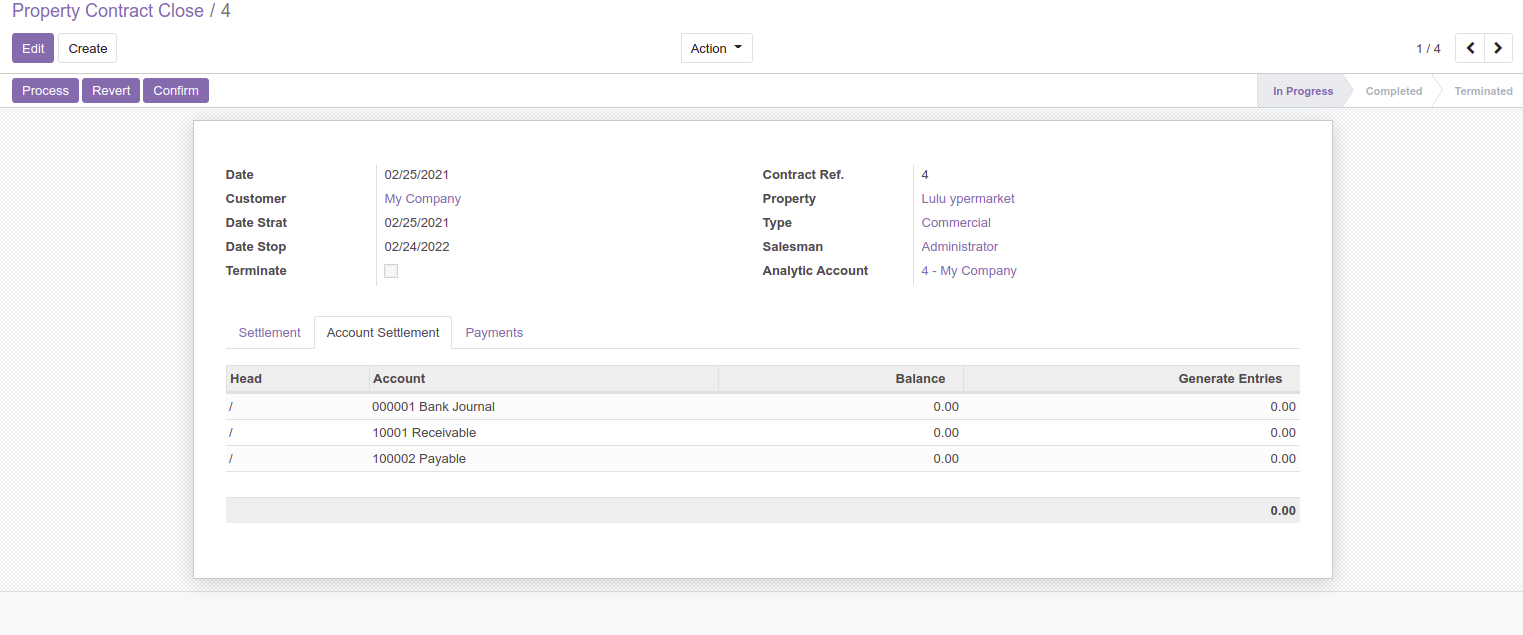 Property Contract Close / 4
Edit Create Action 1 / 4
Process Revert Confirm In Progress Completed Terminated
Date 02/25/2021 Contract Ref. 4
Customer My Company Property Lulu ypermarket
Date Strat 02/25/2021 Type Commercial
Date Stop 02/24/2022 Salesman Administrator
Terminate Analytic Account 4 - My Company
Settlement Account Settlement Payments
Head Account Balance Generate Entries
/ 000001 Bank Journal 0.00 0.00
/ 10001 Receivable 0.00 0.00
/ 100002 Payable 0.00 0.00
0.00